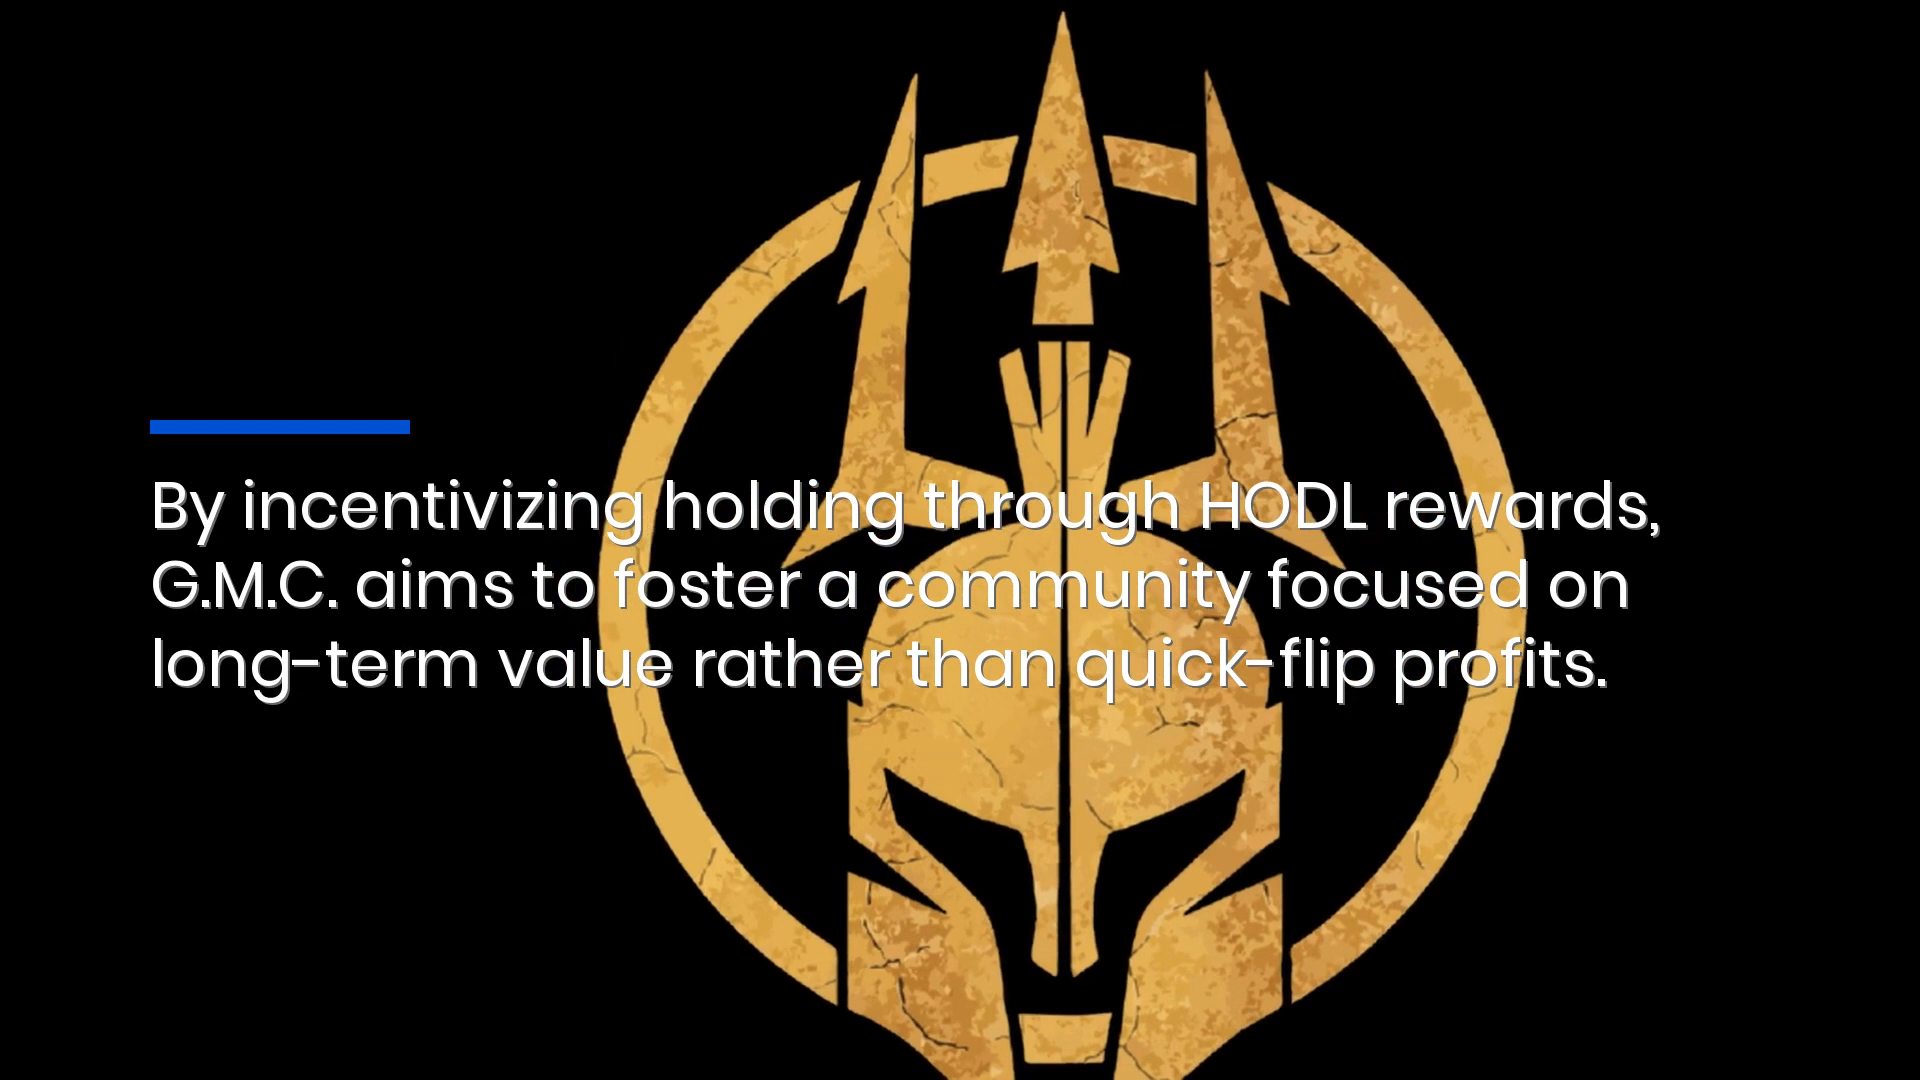 By incentivizing holding through HODL rewards,
G.M.C. aims to foster a community focused on
long-term value rather than quick-flip profits.